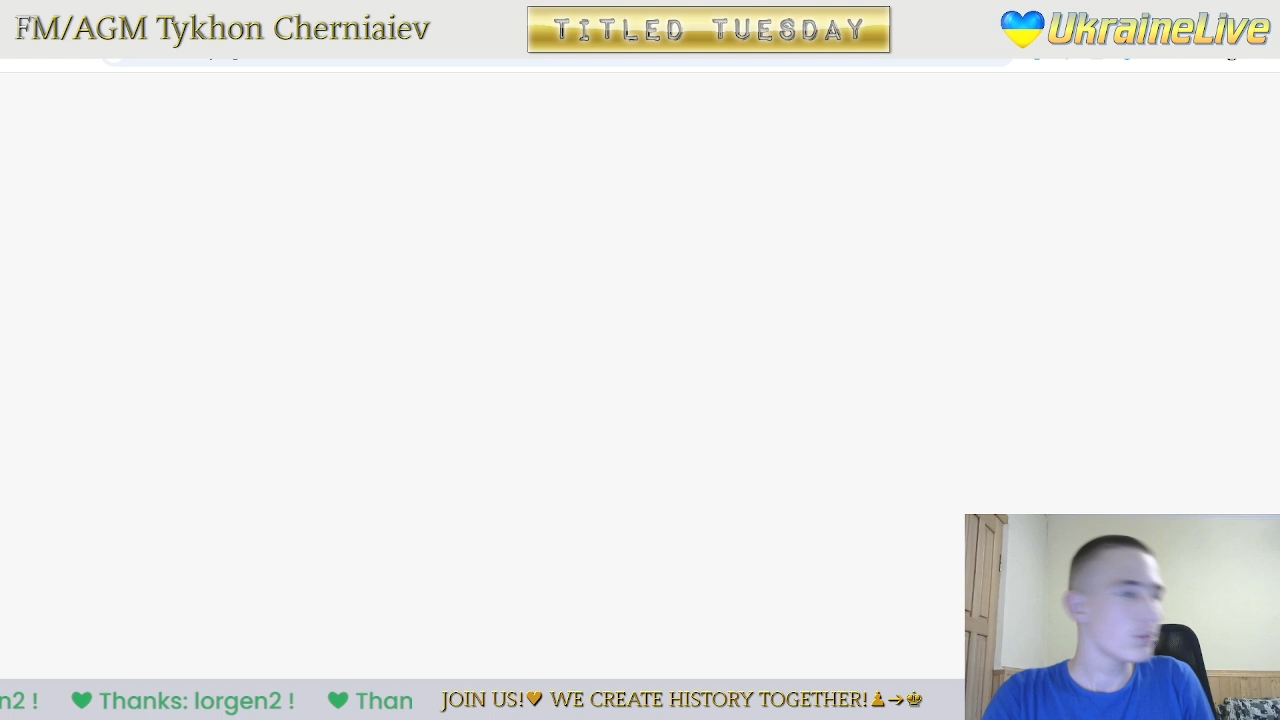 FM/AGM Tykhon Cherniaiev
TITLED TUESDAY
UkraineLive
n2 !
Thanks: lorgen2 !
Than
JOIN US!♥ WE CREATE HISTORY TOGETHER!♟→♚